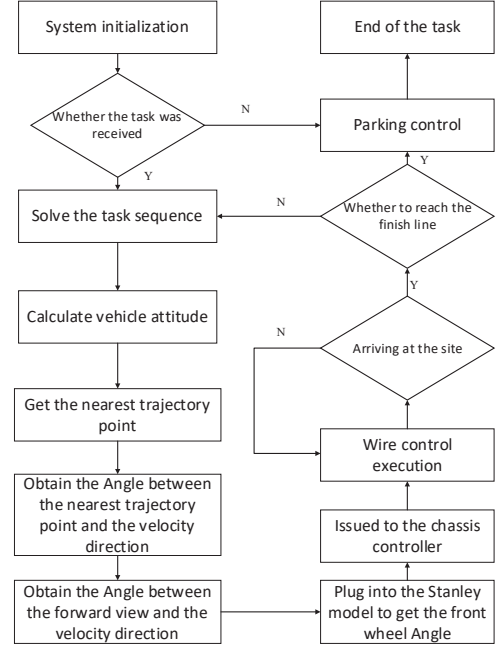 System initialization
Whether the task was
received
N
Y
Solve the task sequence
Calculate vehicle attitude
Get the nearest trajectory
point
Obtain the Angle between
the nearest trajectory
point and the velocity
direction
Obtain the Angle between
the forward view and the
velocity direction
Plug into the Stanley
model to get the front
wheel Angle
Issued to the chassis
controller
Wire control
execution
Arriving at the site
N
Y
Whether to reach the
finish line
N
Y
Parking control
End of the task